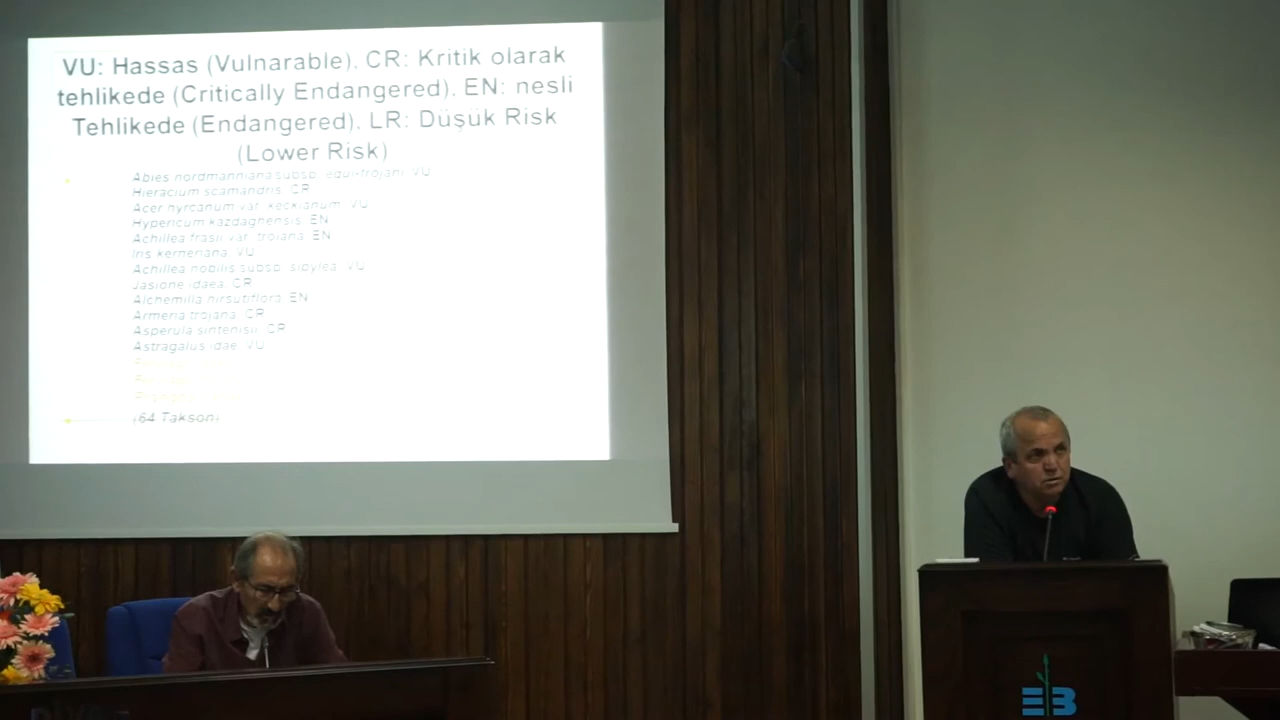 VU: Hassas (Vulnarable). CR: Kritik olarak
tehlikede (Critically Endangered). EN: nesli
Tehlikede (Endangered). LR: Düşük Risk
(Lower Risk)
Abies nordmanniana subsp. equi-trojani: VU
Hieracium scamandris: CR
Acer hyrcanum var. keckianum: VU
Hypericum kazdaghensis: EN
Achillea frasii var. troiana: EN
Iris kerneriana: VU
Achillea nobilis subsp. sipylea: VU
Jasione idaea: CR
Alchemilla hirsutiflora: EN
Armeria trojana: CR
Asperula sintenisii: CR
Astragalus idae: VU
(64 Takson)